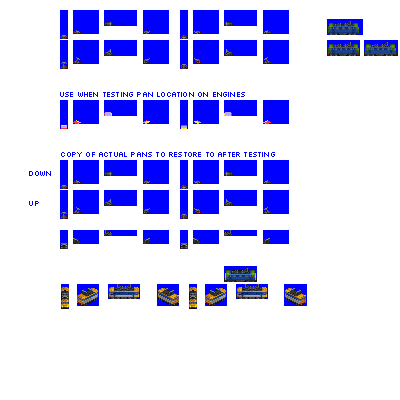 USE WHEN TESTING PAN LOCATION ON ENGINES
COPY OF ACTUAL PANS TO RESTORE TO AFTER TESTING
DOWN
UP